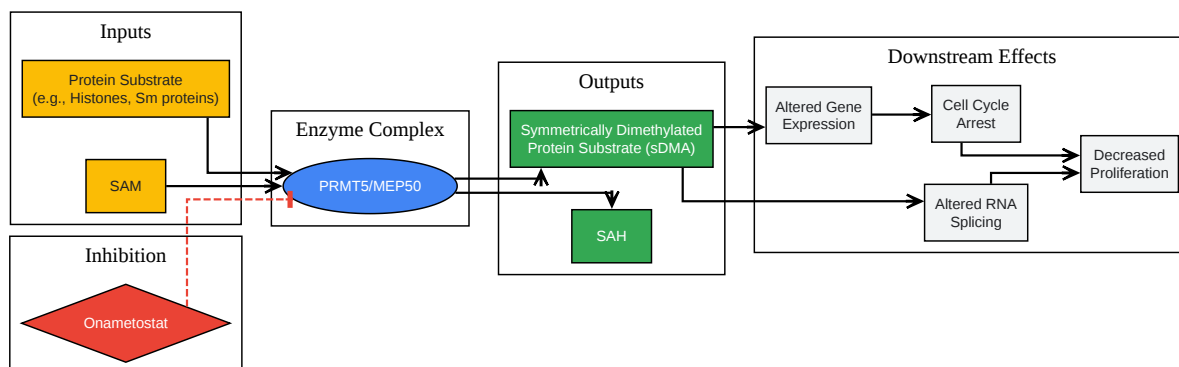 Inputs
Protein Substrate
(e.g., Histones, Sm proteins)
SAM
Inhibition
Onametostat
Enzyme Complex
PRMT5/MEP50
Outputs
Symmetrically Dimethylated
Protein Substrate (sDMA)
SAH
Downstream Effects
Altered Gene
Expression
Cell Cycle
Arrest
Decreased
Proliferation
Altered RNA
Splicing